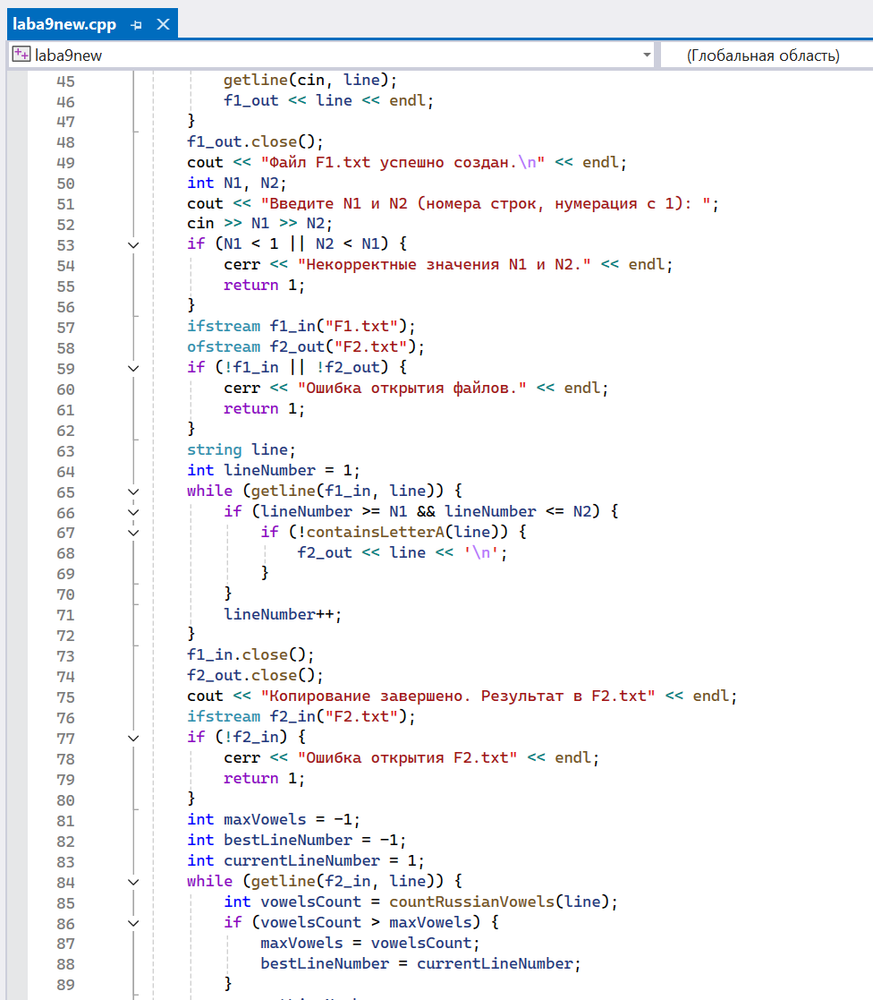 laba9new.cpp
laba9new (Глобальная область)
45 getline(cin, line);
46 f1_out << line << endl;
47 }
48 f1_out.close();
49 cout << "Файл F1.txt успешно создан.\n" << endl;
50 int N1, N2;
51 cout << "Введите N1 и N2 (номера строк, нумерация с 1): ";
52 cin >> N1 >> N2;
53 if (N1 < 1 || N2 < N1) {
54 cerr << "Некорректные значения N1 и N2." << endl;
55 return 1;
56 }
57 ifstream f1_in("F1.txt");
58 ofstream f2_out("F2.txt");
59 if (!f1_in || !f2_out) {
60 cerr << "Ошибка открытия файлов." << endl;
61 return 1;
62 }
63 string line;
64 int lineNumber = 1;
65 while (getline(f1_in, line)) {
66 if (lineNumber >= N1 && lineNumber <= N2) {
67 if (!containsLetterA(line)) {
68 f2_out << line << '\n';
69 }
70 }
71 lineNumber++;
72 }
73 f1_in.close();
74 f2_out.close();
75 cout << "Копирование завершено. Результат в F2.txt" << endl;
76 ifstream f2_in("F2.txt");
77 if (!f2_in) {
78 cerr << "Ошибка открытия F2.txt" << endl;
79 return 1;
80 }
81 int maxVowels = -1;
82 int bestLineNumber = -1;
83 int currentLineNumber = 1;
84 while (getline(f2_in, line)) {
85 int vowelsCount = countRussianVowels(line);
86 if (vowelsCount > maxVowels) {
87 maxVowels = vowelsCount;
88 bestLineNumber = currentLineNumber;
89 }